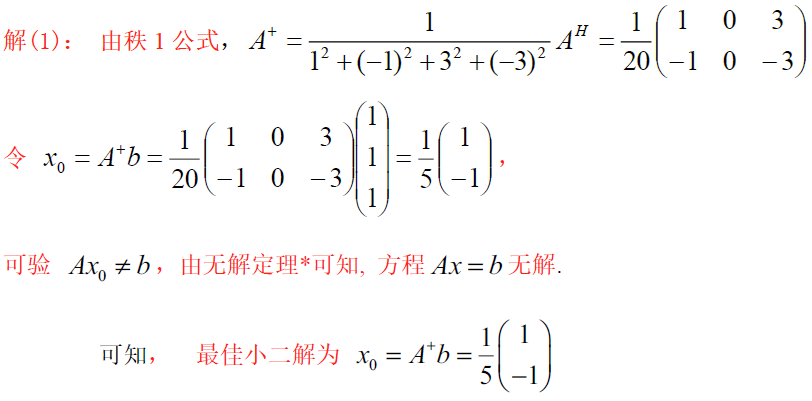 解(1)： 由秩 1 公式，$A^{+} = \frac{1}{1^2+(-1)^2+3^2+(-3)^2} A^{H} = \frac{1}{20}\begin{pmatrix} 1 & 0 & 3 \\ -1 & 0 & -3 \end{pmatrix}$
令 $x_0 = A^{+}b = \frac{1}{20}\begin{pmatrix} 1 & 0 & 3 \\ -1 & 0 & -3 \end{pmatrix}\begin{pmatrix} 1 \\ 1 \\ 1 \end{pmatrix} = \frac{1}{5}\begin{pmatrix} 1 \\ -1 \end{pmatrix}$，
可验 $Ax_0 \neq b$，由无解定理*可知, 方程 $Ax = b$ 无解.
可知， 最佳小二解为 $x_0 = A^{+}b = \frac{1}{5}\begin{pmatrix} 1 \\ -1 \end{pmatrix}$